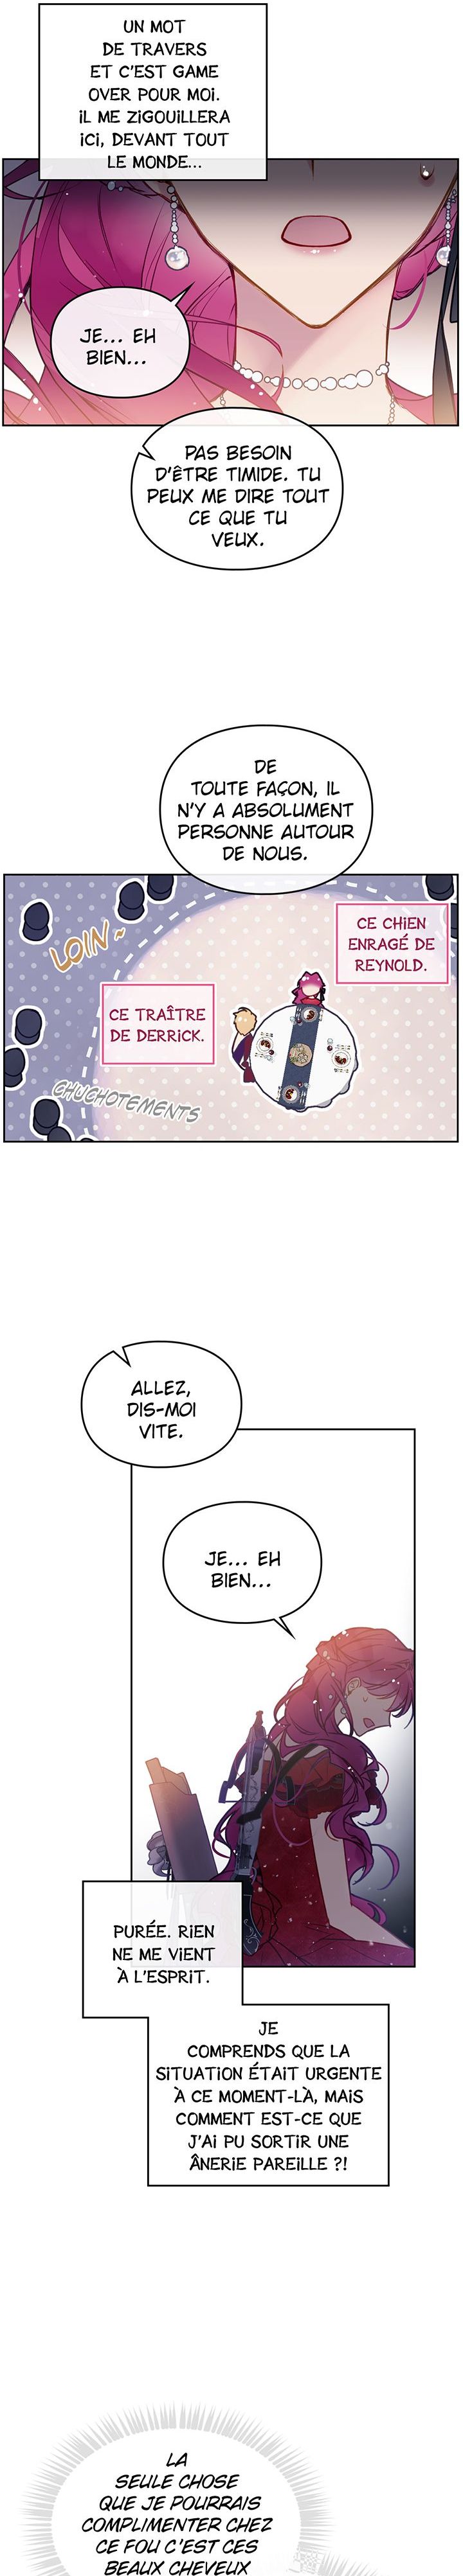 UN MOT
DE TRAVERS
ET C'EST GAME
OVER POUR MOI.
IL ME ZIGOUILLERA
ICI, DEVANT TOUT
LE MONDE...
JE... EH
BIEN...
PAS BESOIN
D'ÊTRE TIMIDE. TU
PEUX ME DIRE TOUT
CE QUE TU
VEUX.
DE
TOUTE FAÇON, IL
N'Y A ABSOLUMENT
PERSONNE AUTOUR
DE NOUS.
CE CHIEN
ENRAGÉ DE
REYNOLD.
LOIN~
CE TRAÎTRE
DE DERRICK.
CHUCHOTEMENTS
ALLEZ,
DIS-MOI
VITE.
JE... EH
BIEN...
PURÉE. RIEN
NE ME VIENT
À L'ESPRIT.
JE
COMPRENDS QUE LA
SITUATION ÉTAIT URGENTE
À CE MOMENT-LÀ, MAIS
COMMENT EST-CE QUE
J'AI PU SORTIR UNE
ÂNERIE PAREILLE ?!
LA
SEULE CHOSE
QUE JE POURRAIS
COMPLIMENTER CHEZ
CE FOU C'EST CES
BEAUX CHEVEUX